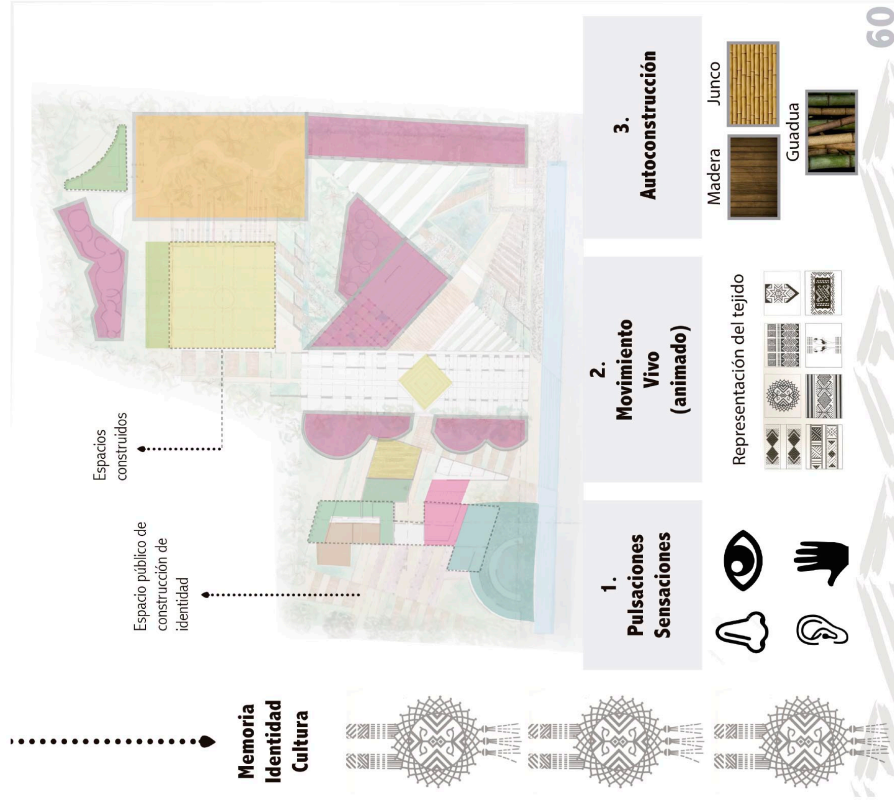 Memoria
Identidad
Cultura
Espacio público de
construcción de
identidad
Espacios
construidos
1.
Pulsaciones
Sensaciones
2.
Movimiento
Vivo
(animado)
3.
Autoconstrucción
Representación del tejido
Madera
Junco
Guadua
60